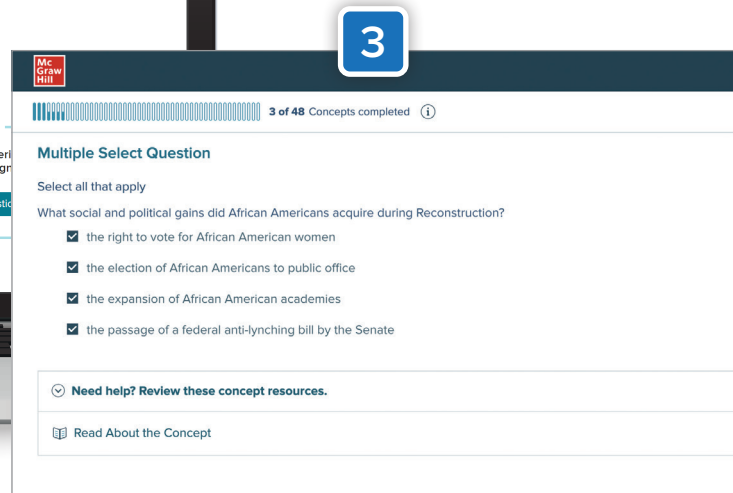 3
Mc
Graw
Hill
3 of 48 Concepts completed
Multiple Select Question
Select all that apply
What social and political gains did African Americans acquire during Reconstruction?
the right to vote for African American women
the election of African Americans to public office
the expansion of African American academies
the passage of a federal anti-lynching bill by the Senate
Need help? Review these concept resources.
Read About the Concept